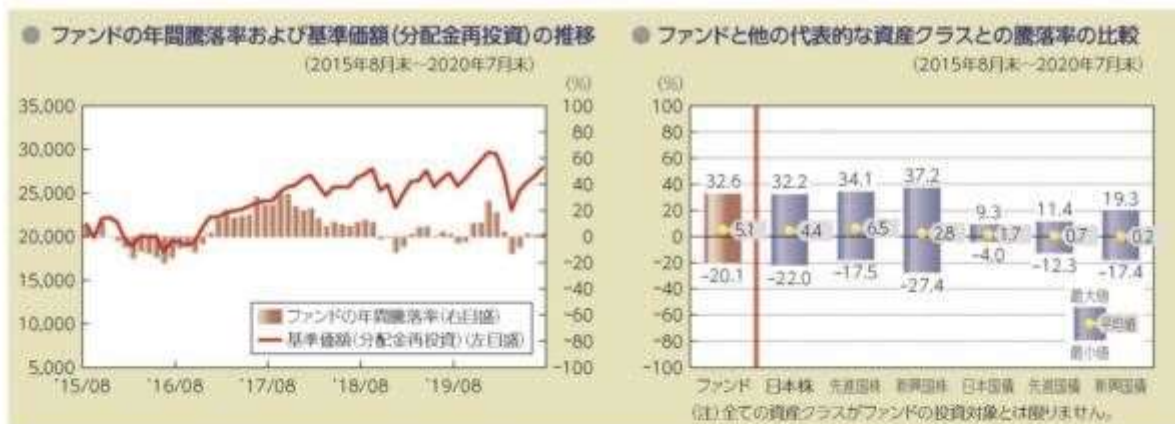 ● ファンドの年間騰落率および基準価額(分配金再投資)の推移
(2015年8月末~2020年7月末)
(%)
35,000
30,000
25,000
20,000
15,000
10,000
5,000
100
80
60
40
20
0
-20
-40
-60
-80
-100
ファンドの年間騰落率(右目盛)
基準価額(分配金再投資)(左目盛)
'15/08 '16/08 '17/08 '18/08 '19/08
● ファンドと他の代表的な資産クラスとの騰落率の比較
(2015年8月末~2020年7月末)
(%)
100
80
60
40
20
0
-20
-40
-60
-80
-100
32.6 32.2 34.1 37.2 9.3 11.4 19.3
5.1 4.4 6.5 2.8 1.7 0.7 0.2
-20.1 -22.0 -17.5 -27.4 -4.0 -12.3 -17.4
最大値
平均値
最小値
ファンド 日本株 先進国株 新興国株 日本国債 先進国債 新興国債
(注)全ての資産クラスがファンドの投資対象とは限りません。